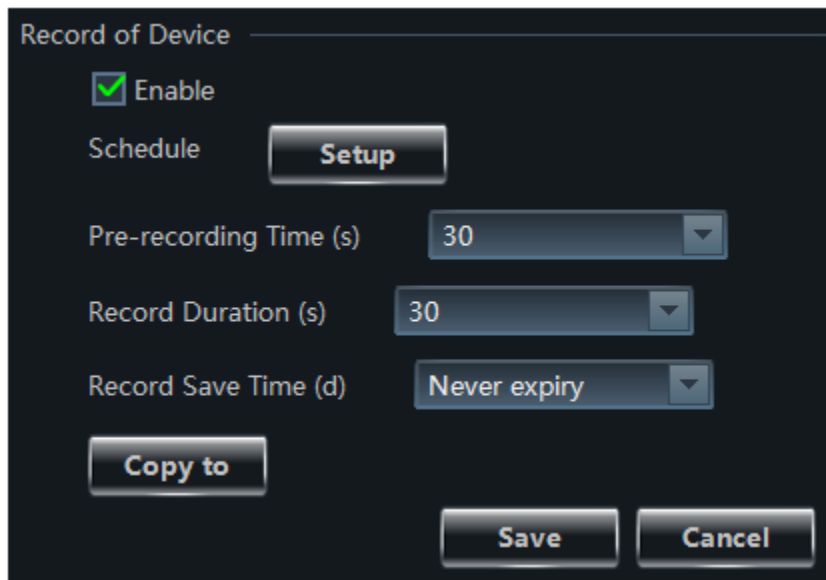 Record of Device
Enable
Schedule Setup
Pre-recording Time (s) 30
Record Duration (s) 30
Record Save Time (d) Never expiry
Copy to
Save Cancel